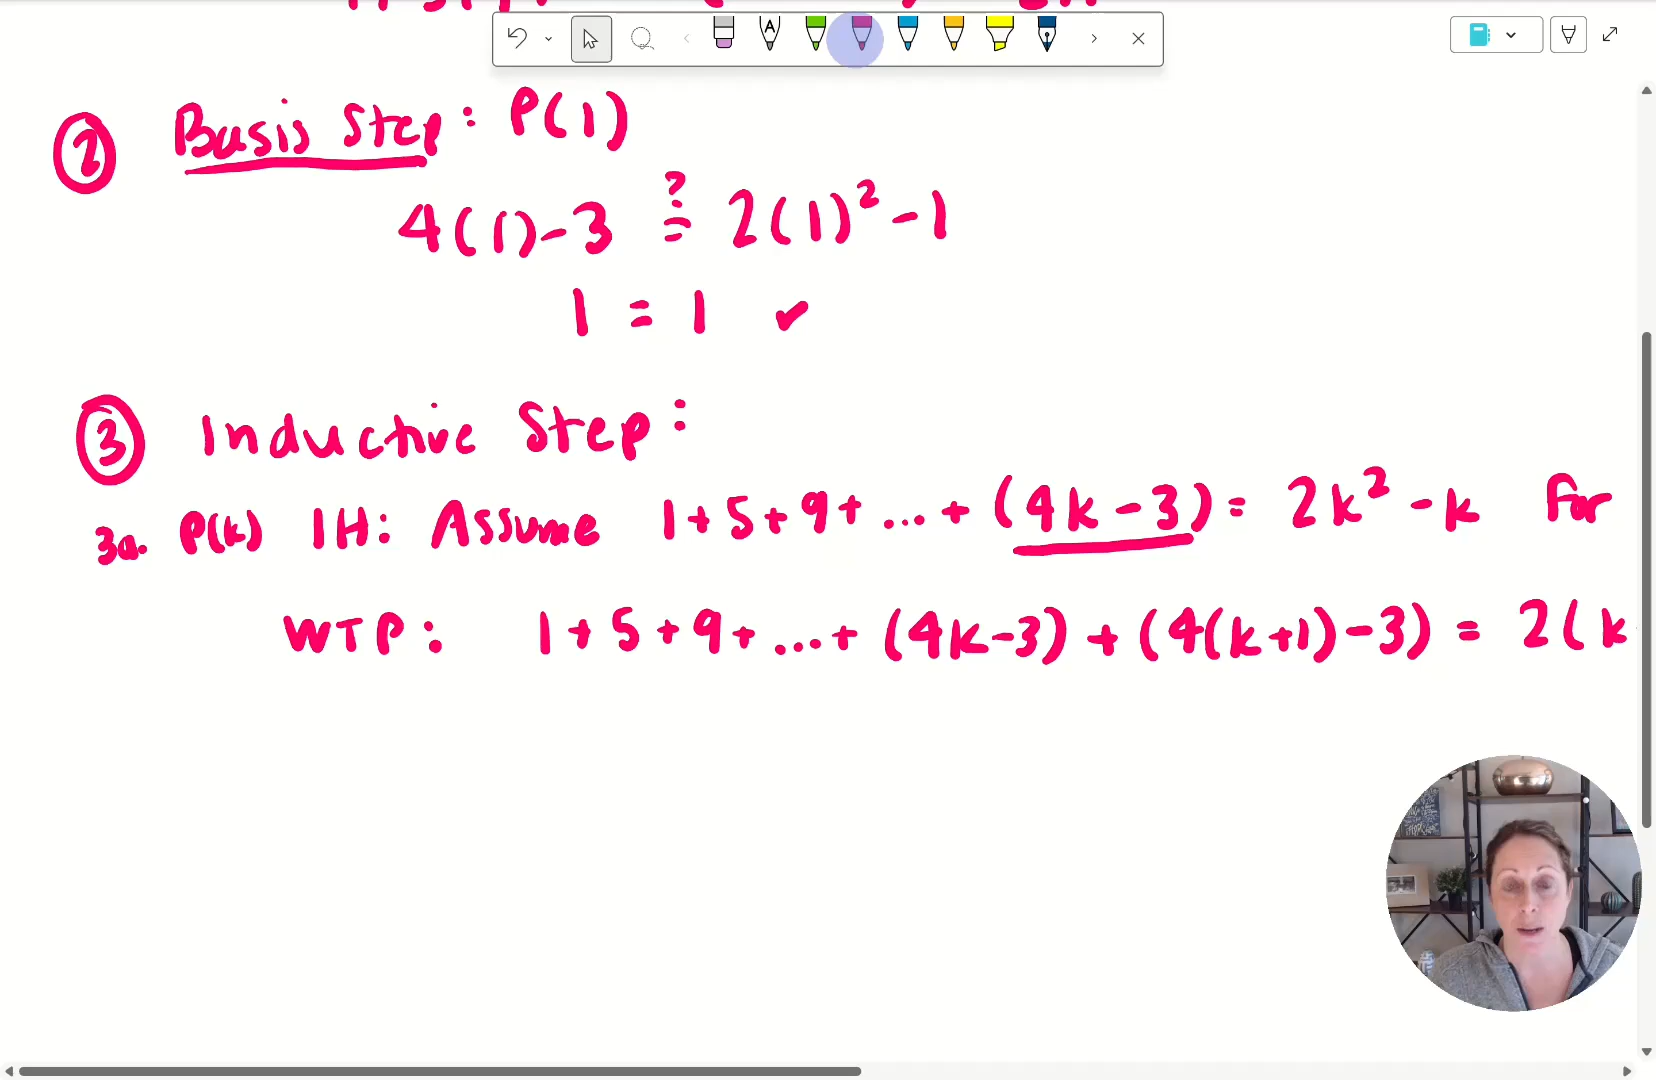 ② Basis Step: P(1)
4(1)-3 ≟ 2(1)² - 1
1 = 1 ✓
③ Inductive Step:
3a. P(k) IH: Assume 1+5+9+...+(4k-3) = 2k² - k for
WTP: 1+5+9+...+(4k-3)+(4(k+1)-3) = 2(k